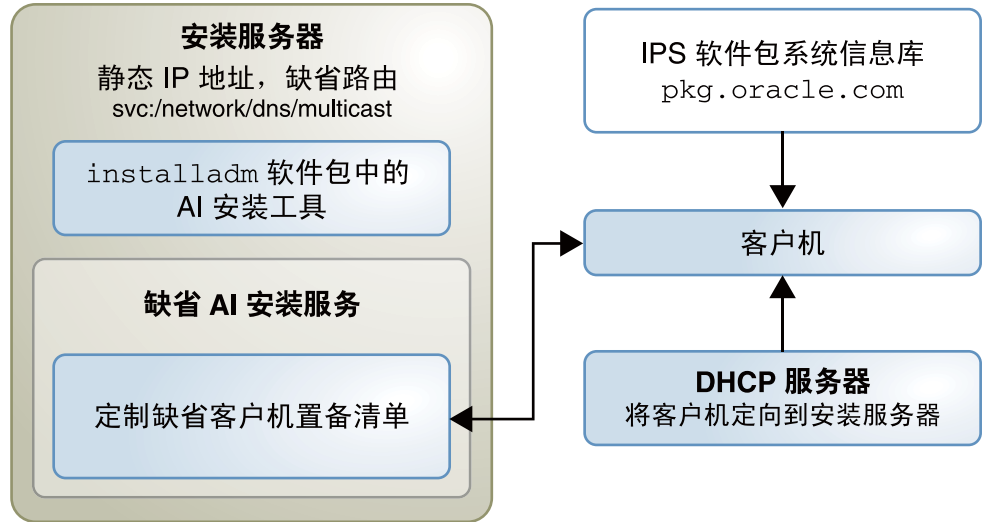 安装服务器
静态 IP 地址，缺省路由
svc:/network/dns/multicast
installadm 软件包中的
AI 安装工具
缺省 AI 安装服务
定制缺省客户机置备清单
IPS 软件包系统信息库
pkg.oracle.com
客户机
DHCP 服务器
将客户机定向到安装服务器